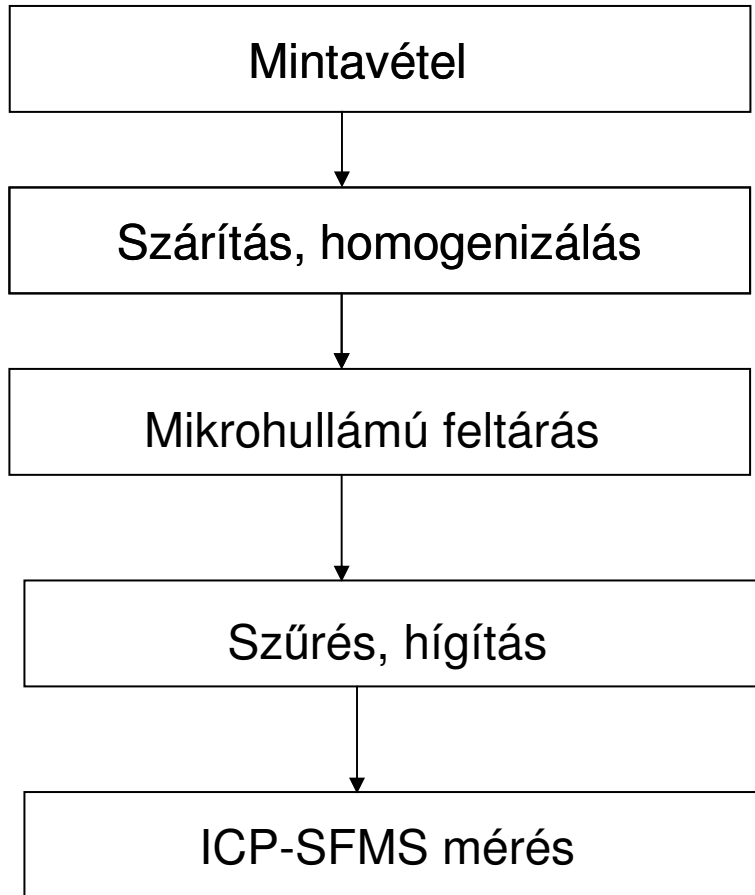 Mintavétel
Szárítás, homogenizálás
Mikrohullámú feltárás
Szűrés, hígítás
ICP-SFMS mérés